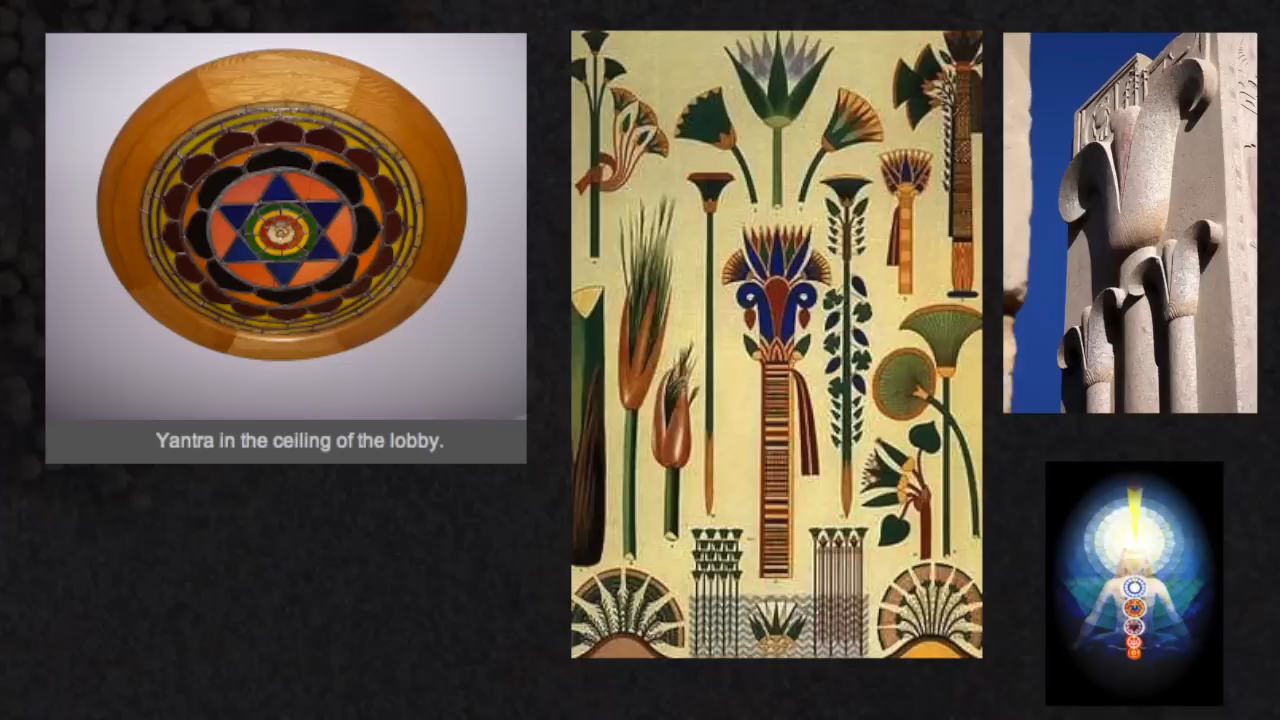 Yantra in the ceiling of the lobby.